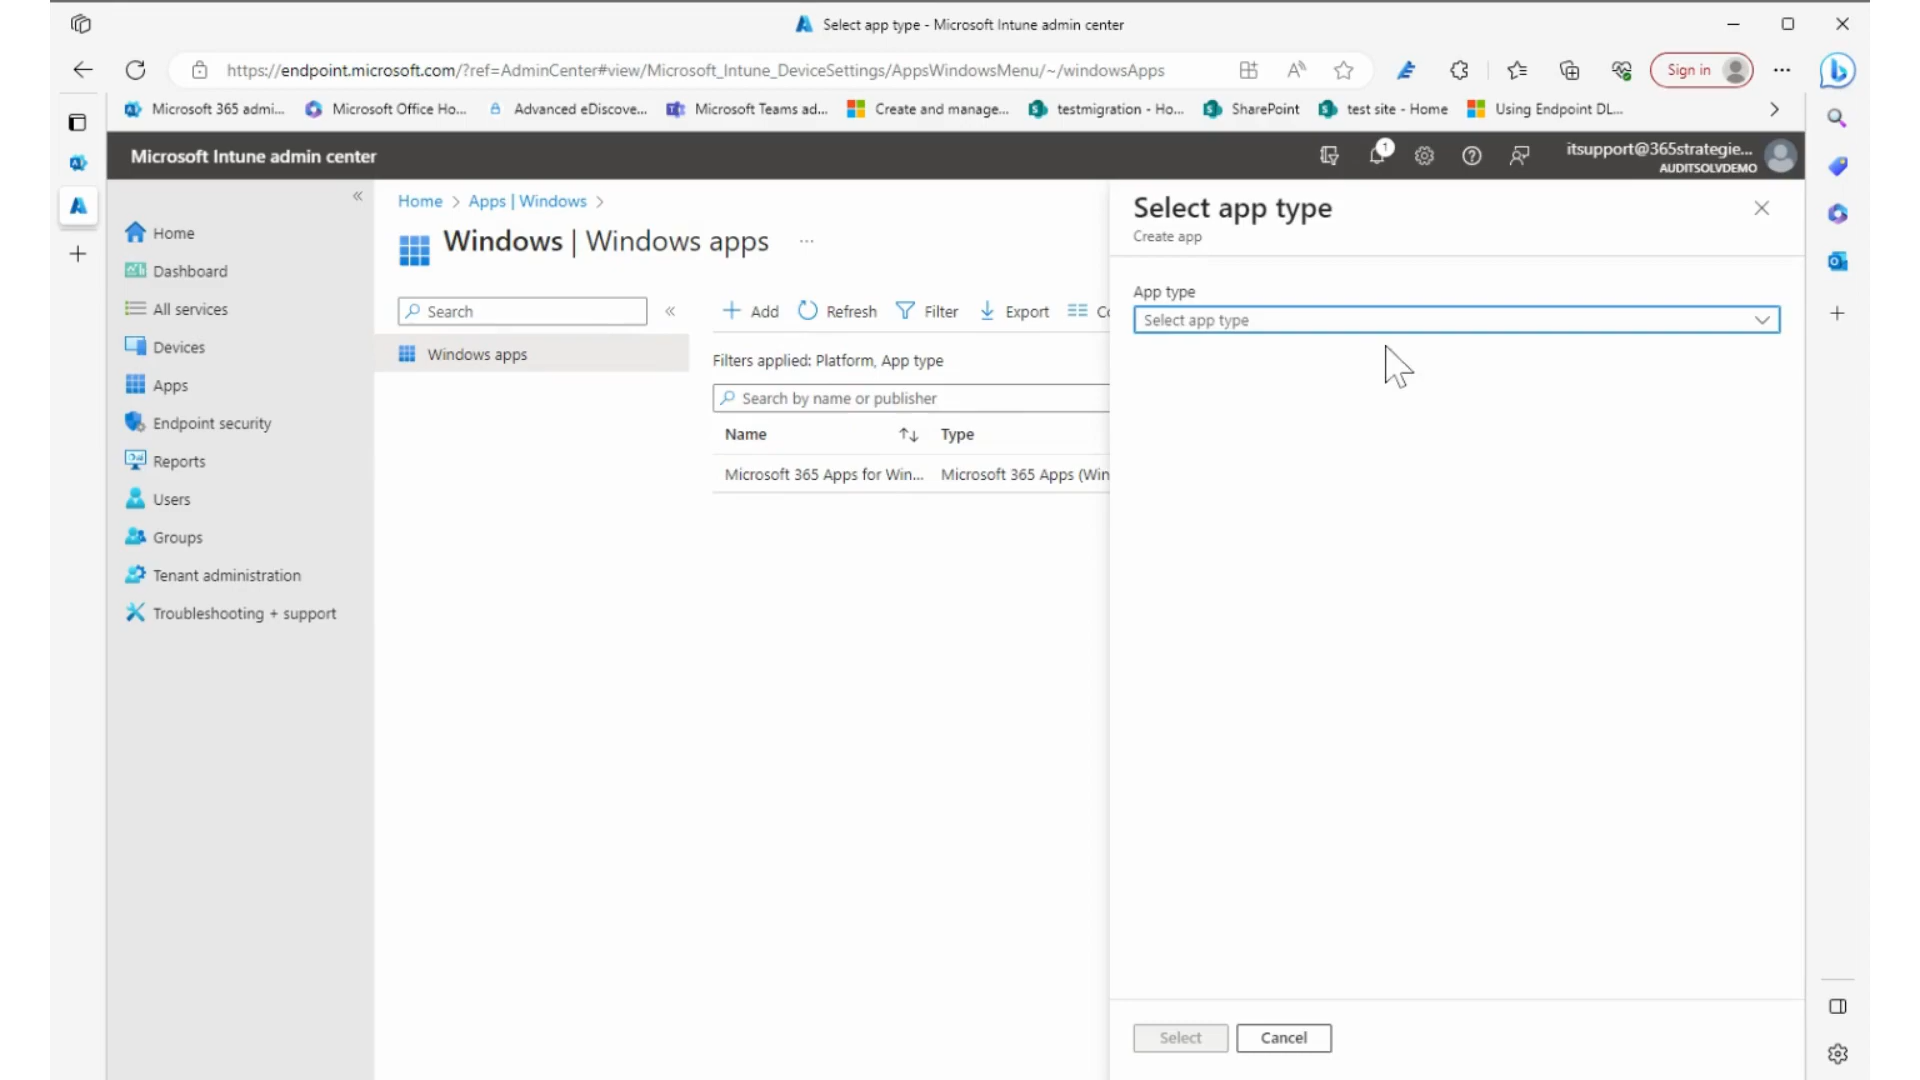 Select app type - Microsoft Intune admin center
https://endpoint.microsoft.com/?ref=AdminCenter#view/Microsoft_Intune_DeviceSettings/AppsWindowsMenu/~/windowsApps
Sign in
Microsoft 365 admi...
Microsoft Office Ho...
Advanced eDiscove...
Microsoft Teams ad...
Create and manage...
testmigration - Ho...
SharePoint
test site - Home
Using Endpoint DL...
Microsoft Intune admin center
1
itsupport@365strategie...
AUDITSOLVDEMO
Home
Dashboard
All services
Devices
Apps
Endpoint security
Reports
Users
Groups
Tenant administration
Troubleshooting + support
Home > Apps | Windows >
Windows | Windows apps
Search
Windows apps
Add
Refresh
Filter
Export
Co
Filters applied: Platform, App type
Search by name or publisher
Name
Type
Microsoft 365 Apps for Win...
Microsoft 365 Apps (Win
Select app type
Create app
App type
Select app type
Select
Cancel